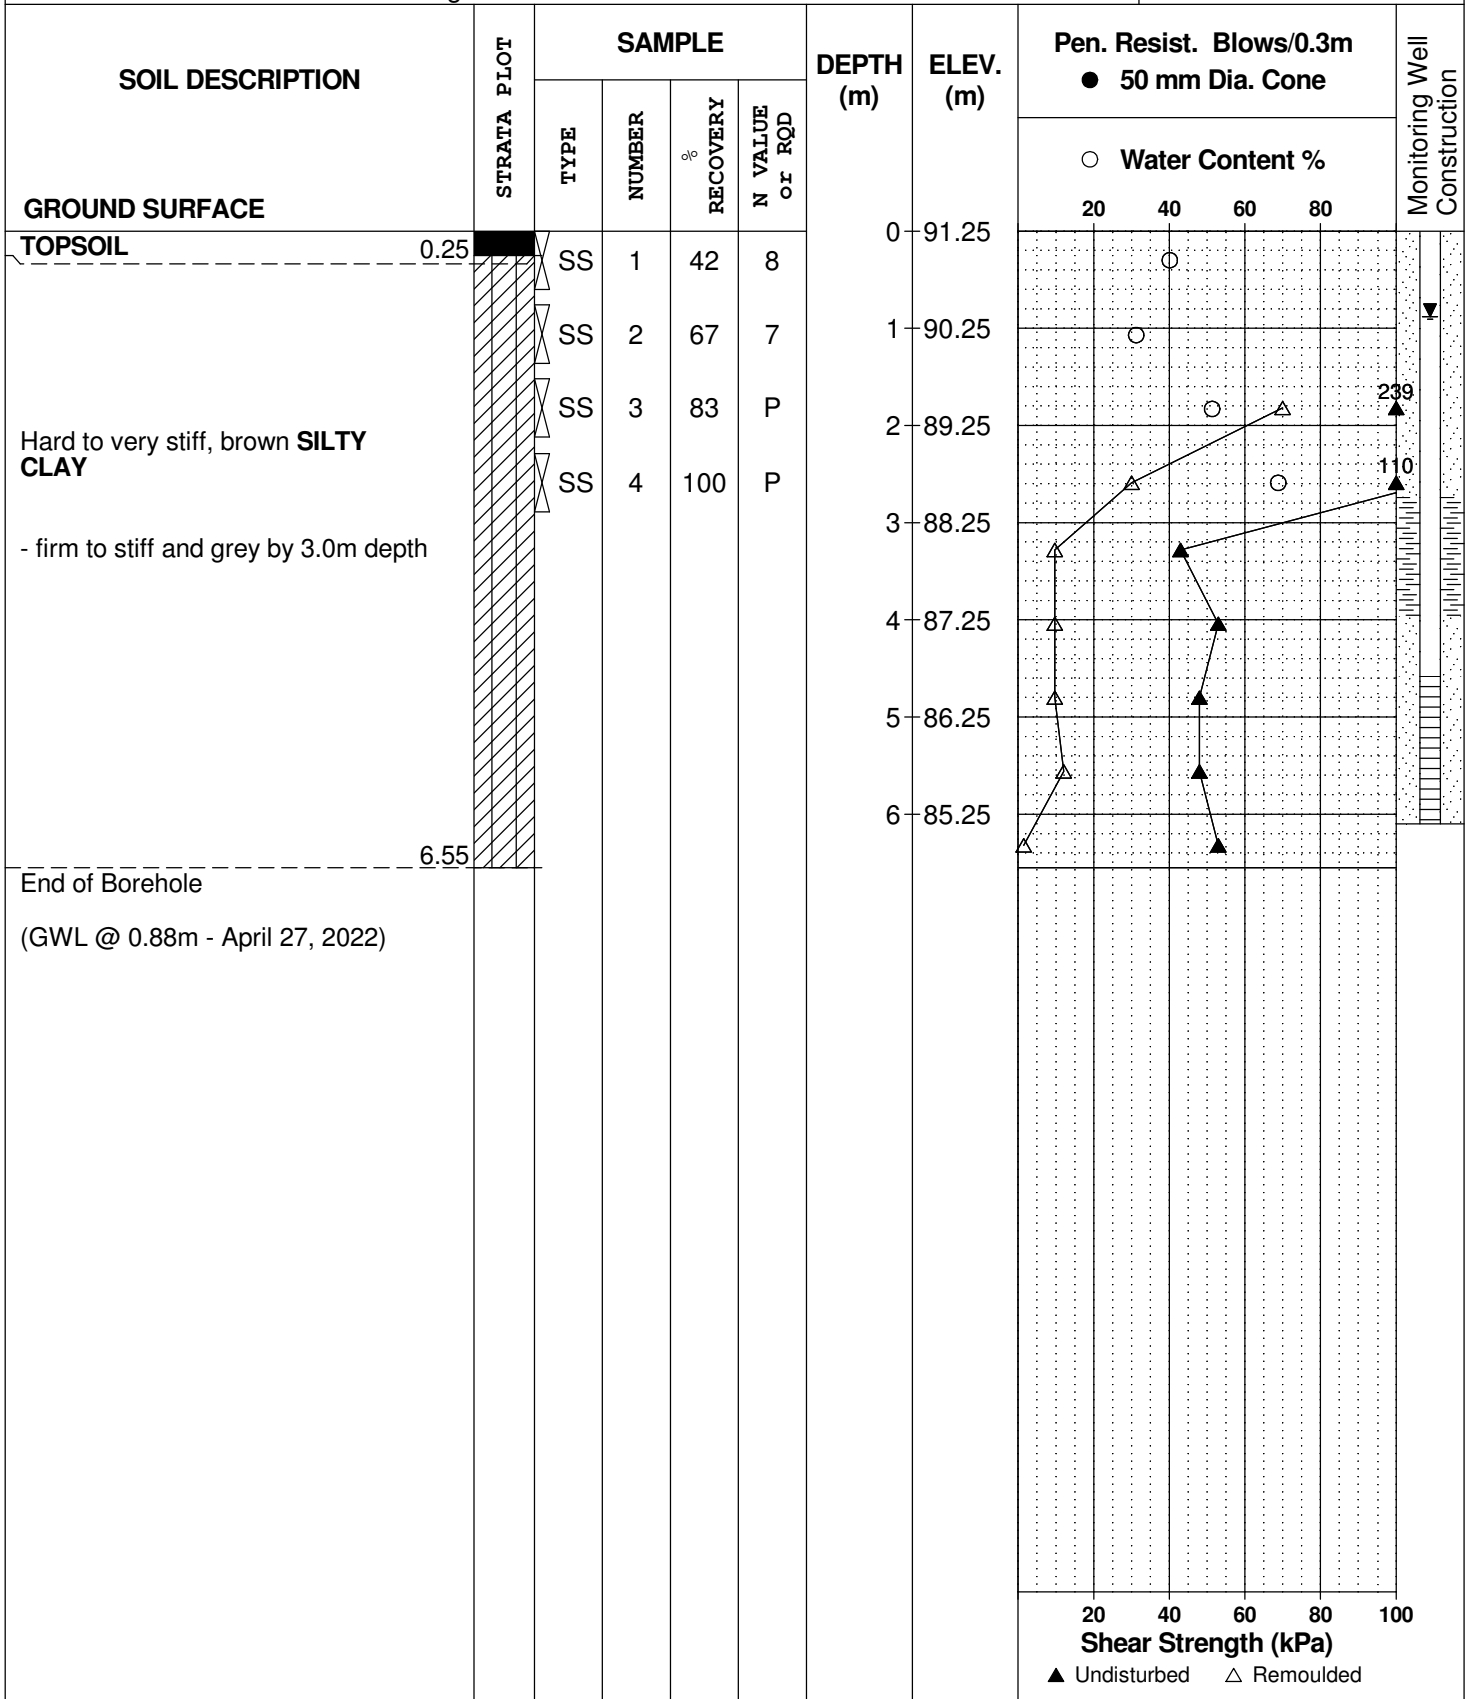 SOIL DESCRIPTION
GROUND SURFACE
STRATA PLOT
SAMPLE
TYPE
NUMBER
% RECOVERY
N VALUE or RQD
DEPTH (m)
ELEV. (m)
Pen. Resist. Blows/0.3m
● 50 mm Dia. Cone
○ Water Content %
20 40 60 80
Monitoring Well Construction
TOPSOIL 0.25
SS 1 42 8
SS 2 67 7
SS 3 83 P
SS 4 100 P
Hard to very stiff, brown SILTY
CLAY
- firm to stiff and grey by 3.0m depth
6.55
End of Borehole
(GWL @ 0.88m - April 27, 2022)
0 91.25
1 90.25
2 89.25
3 88.25
4 87.25
5 86.25
6 85.25
239
110
20 40 60 80 100
Shear Strength (kPa)
▲ Undisturbed △ Remoulded